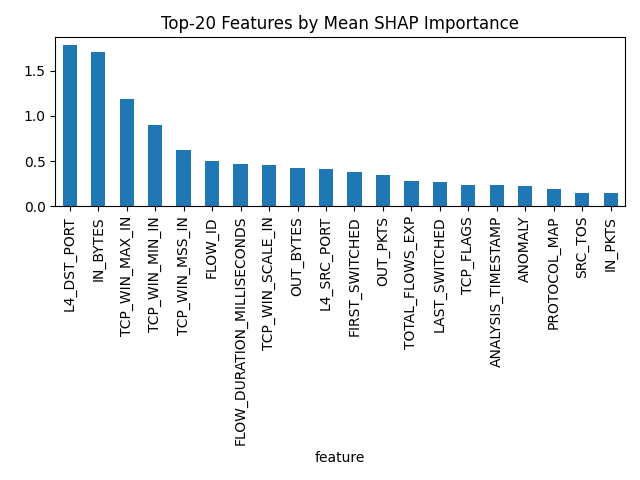 Top-20 Features by Mean SHAP Importance
1.5
1.0
0.5
0.0
L4_DST_PORT
IN_BYTES
TCP_WIN_MAX_IN
TCP_WIN_MIN_IN
TCP_WIN_MSS_IN
FLOW_ID
FLOW_DURATION_MILLISECONDS
TCP_WIN_SCALE_IN
OUT_BYTES
L4_SRC_PORT
FIRST_SWITCHED
OUT_PKTS
TOTAL_FLOWS_EXP
LAST_SWITCHED
TCP_FLAGS
ANALYSIS_TIMESTAMP
ANOMALY
PROTOCOL_MAP
SRC_TOS
IN_PKTS
feature